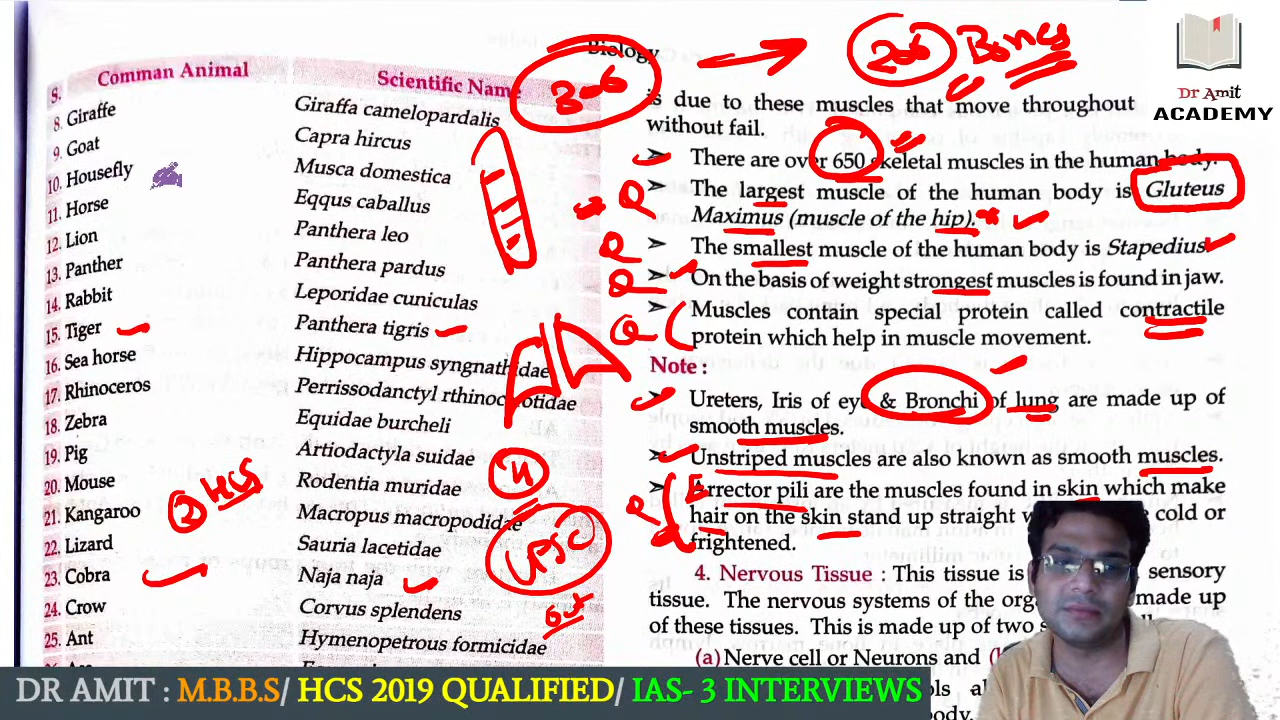 Biology
S. Comman Animal Scientific Name
8. Giraffe Giraffa camelopardalis
9. Goat Capra hircus
10. Housefly Musca domestica
11. Horse Eqqus caballus
12. Lion Panthera leo
13. Panther Panthera pardus
14. Rabbit Leporidae cuniculas
15. Tiger Panthera tigris
16. Sea horse Hippocampus syngnathidae
17. Rhinoceros Perrissodanctyl
18. Zebra Equidae burcheli
19. Pig Artiodactyla suidae
20. Mouse Rodentia muridae
21. Kangaroo Macropus macropodidae
22. Lizard Sauria lacetidae
23. Cobra Naja naja
24. Crow Corvus splendens
25. Ant Hymenopetrous formicidae
② HCS
UPSC
206 Bones
is due to these muscles that move throughout
without fail.
➢ There are over 650 skeletal muscles in the human body.
➢ The largest muscle of the human body is Gluteus
Maximus (muscle of the hip).
➢ The smallest muscle of the human body is Stapedius
➢ On the basis of weight strongest muscles is found in jaw.
➢ Muscles contain special protein called contractile
protein which help in muscle movement.
Note :
➢ Ureters, Iris of eye & Bronchi of lung are made up of
smooth muscles.
➢ Unstriped muscles are also known as smooth muscles.
➢ Arrector pili are the muscles found in skin which make
hair on the skin stand up straight cold or
frightened.
4. Nervous Tissue : This tissue is sensory
tissue. The nervous systems of the made up
of these tissues. This is made up of two
(a) Nerve cell or Neurons and
body.
Dr Amit
ACADEMY
DR AMIT : M.B.B.S/ HCS 2019 QUALIFIED/ IAS- 3 INTERVIEWS